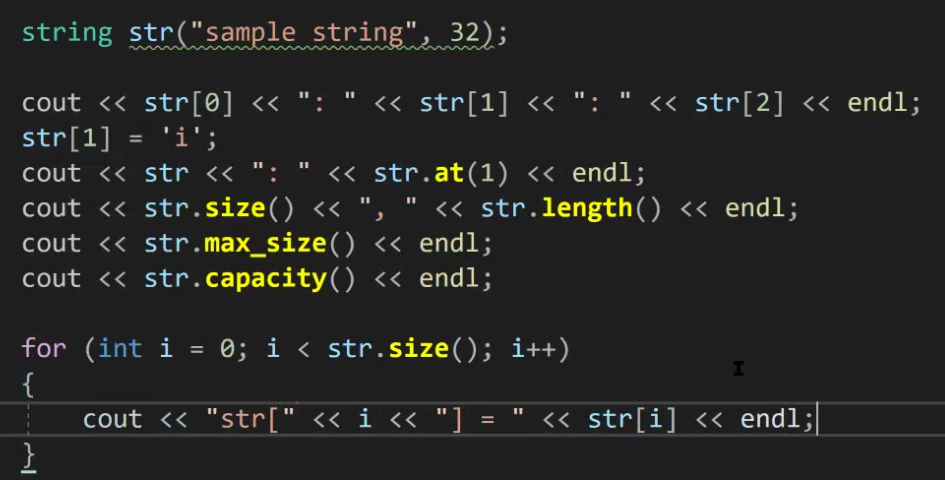 string str("sample string", 32);
cout << str[0] << ": " << str[1] << ": " << str[2] << endl;
str[1] = 'i';
cout << str << ": " << str.at(1) << endl;
cout << str.size() << ", " << str.length() << endl;
cout << str.max_size() << endl;
cout << str.capacity() << endl;
for (int i = 0; i < str.size(); i++)
{
cout << "str[" << i << "] = " << str[i] << endl;
}